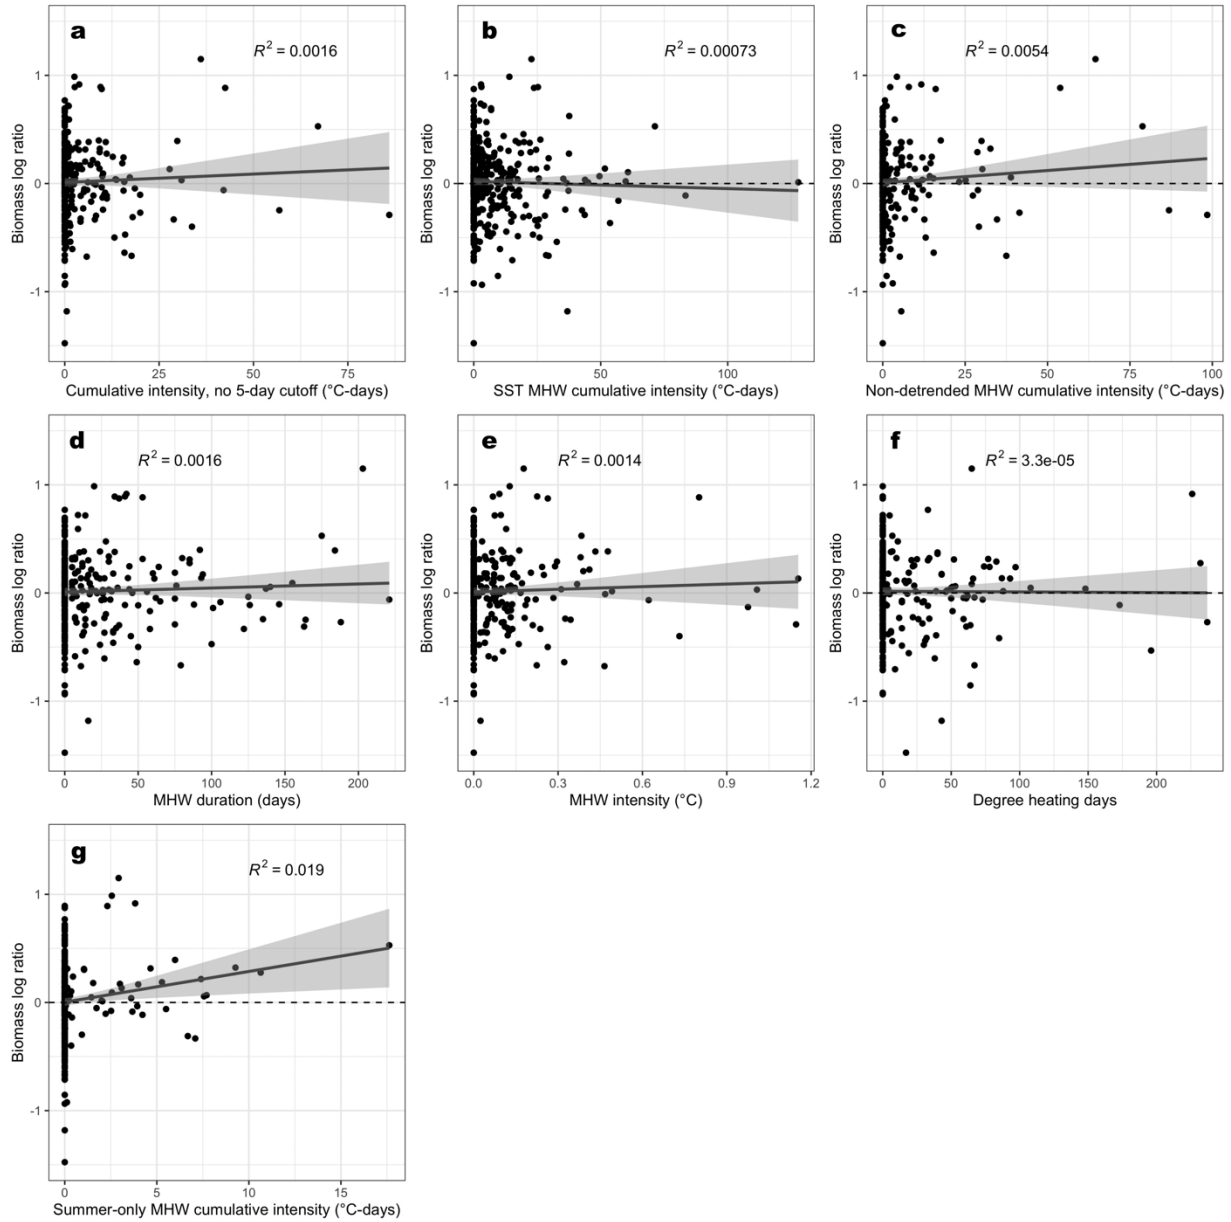 a
R² = 0.0016
Biomass log ratio
1
0
-1
0 25 50 75
Cumulative intensity, no 5-day cutoff (°C-days)
b
R² = 0.00073
Biomass log ratio
1
0
-1
0 50 100
SST MHW cumulative intensity (°C-days)
c
R² = 0.0054
Biomass log ratio
1
0
-1
0 25 50 75 100
Non-detrended MHW cumulative intensity (°C-days)
d
R² = 0.0016
Biomass log ratio
1
0
-1
0 50 100 150 200
MHW duration (days)
e
R² = 0.0014
Biomass log ratio
1
0
-1
0.0 0.3 0.6 0.9 1.2
MHW intensity (°C)
f
R² = 3.3e-05
Biomass log ratio
1
0
-1
0 50 100 150 200
Degree heating days
g
R² = 0.019
Biomass log ratio
1
0
-1
0 5 10 15
Summer-only MHW cumulative intensity (°C-days)